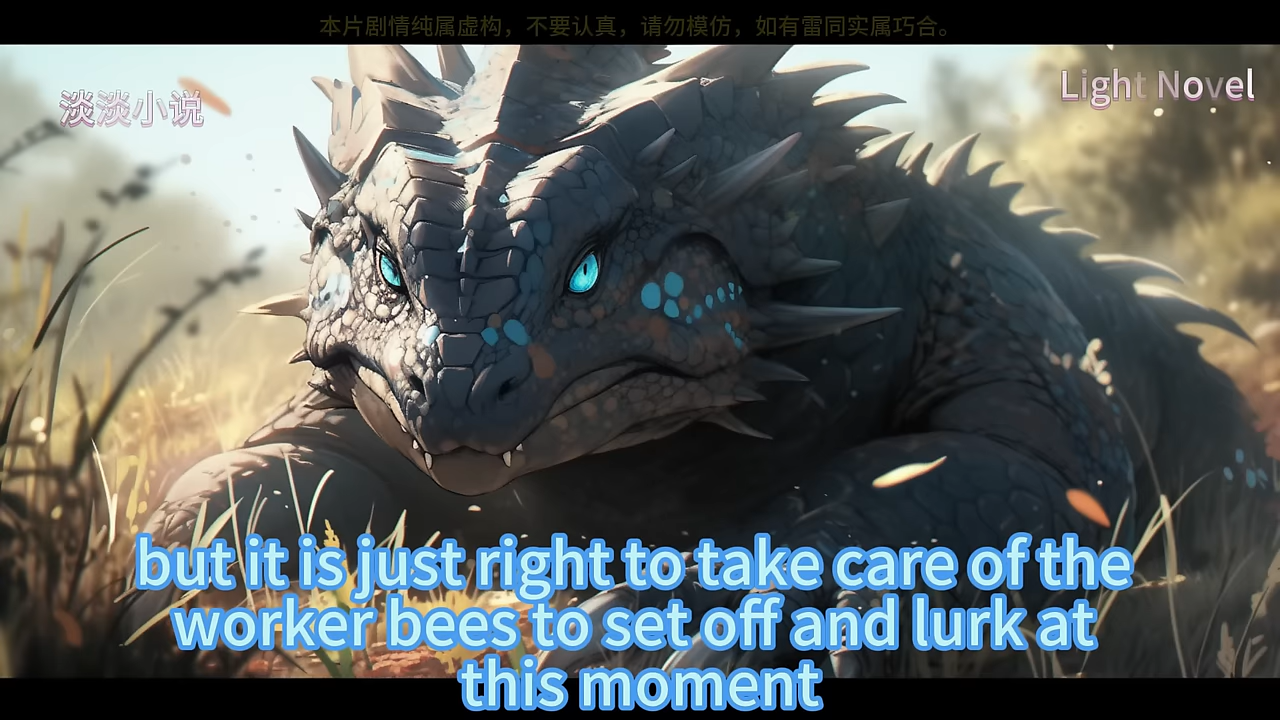 本片剧情纯属虚构，不要认真，请勿模仿，如有雷同实属巧合。
淡淡小说
Light Novel
but it is just right to take care of the
worker bees to set off and lurk at
this moment